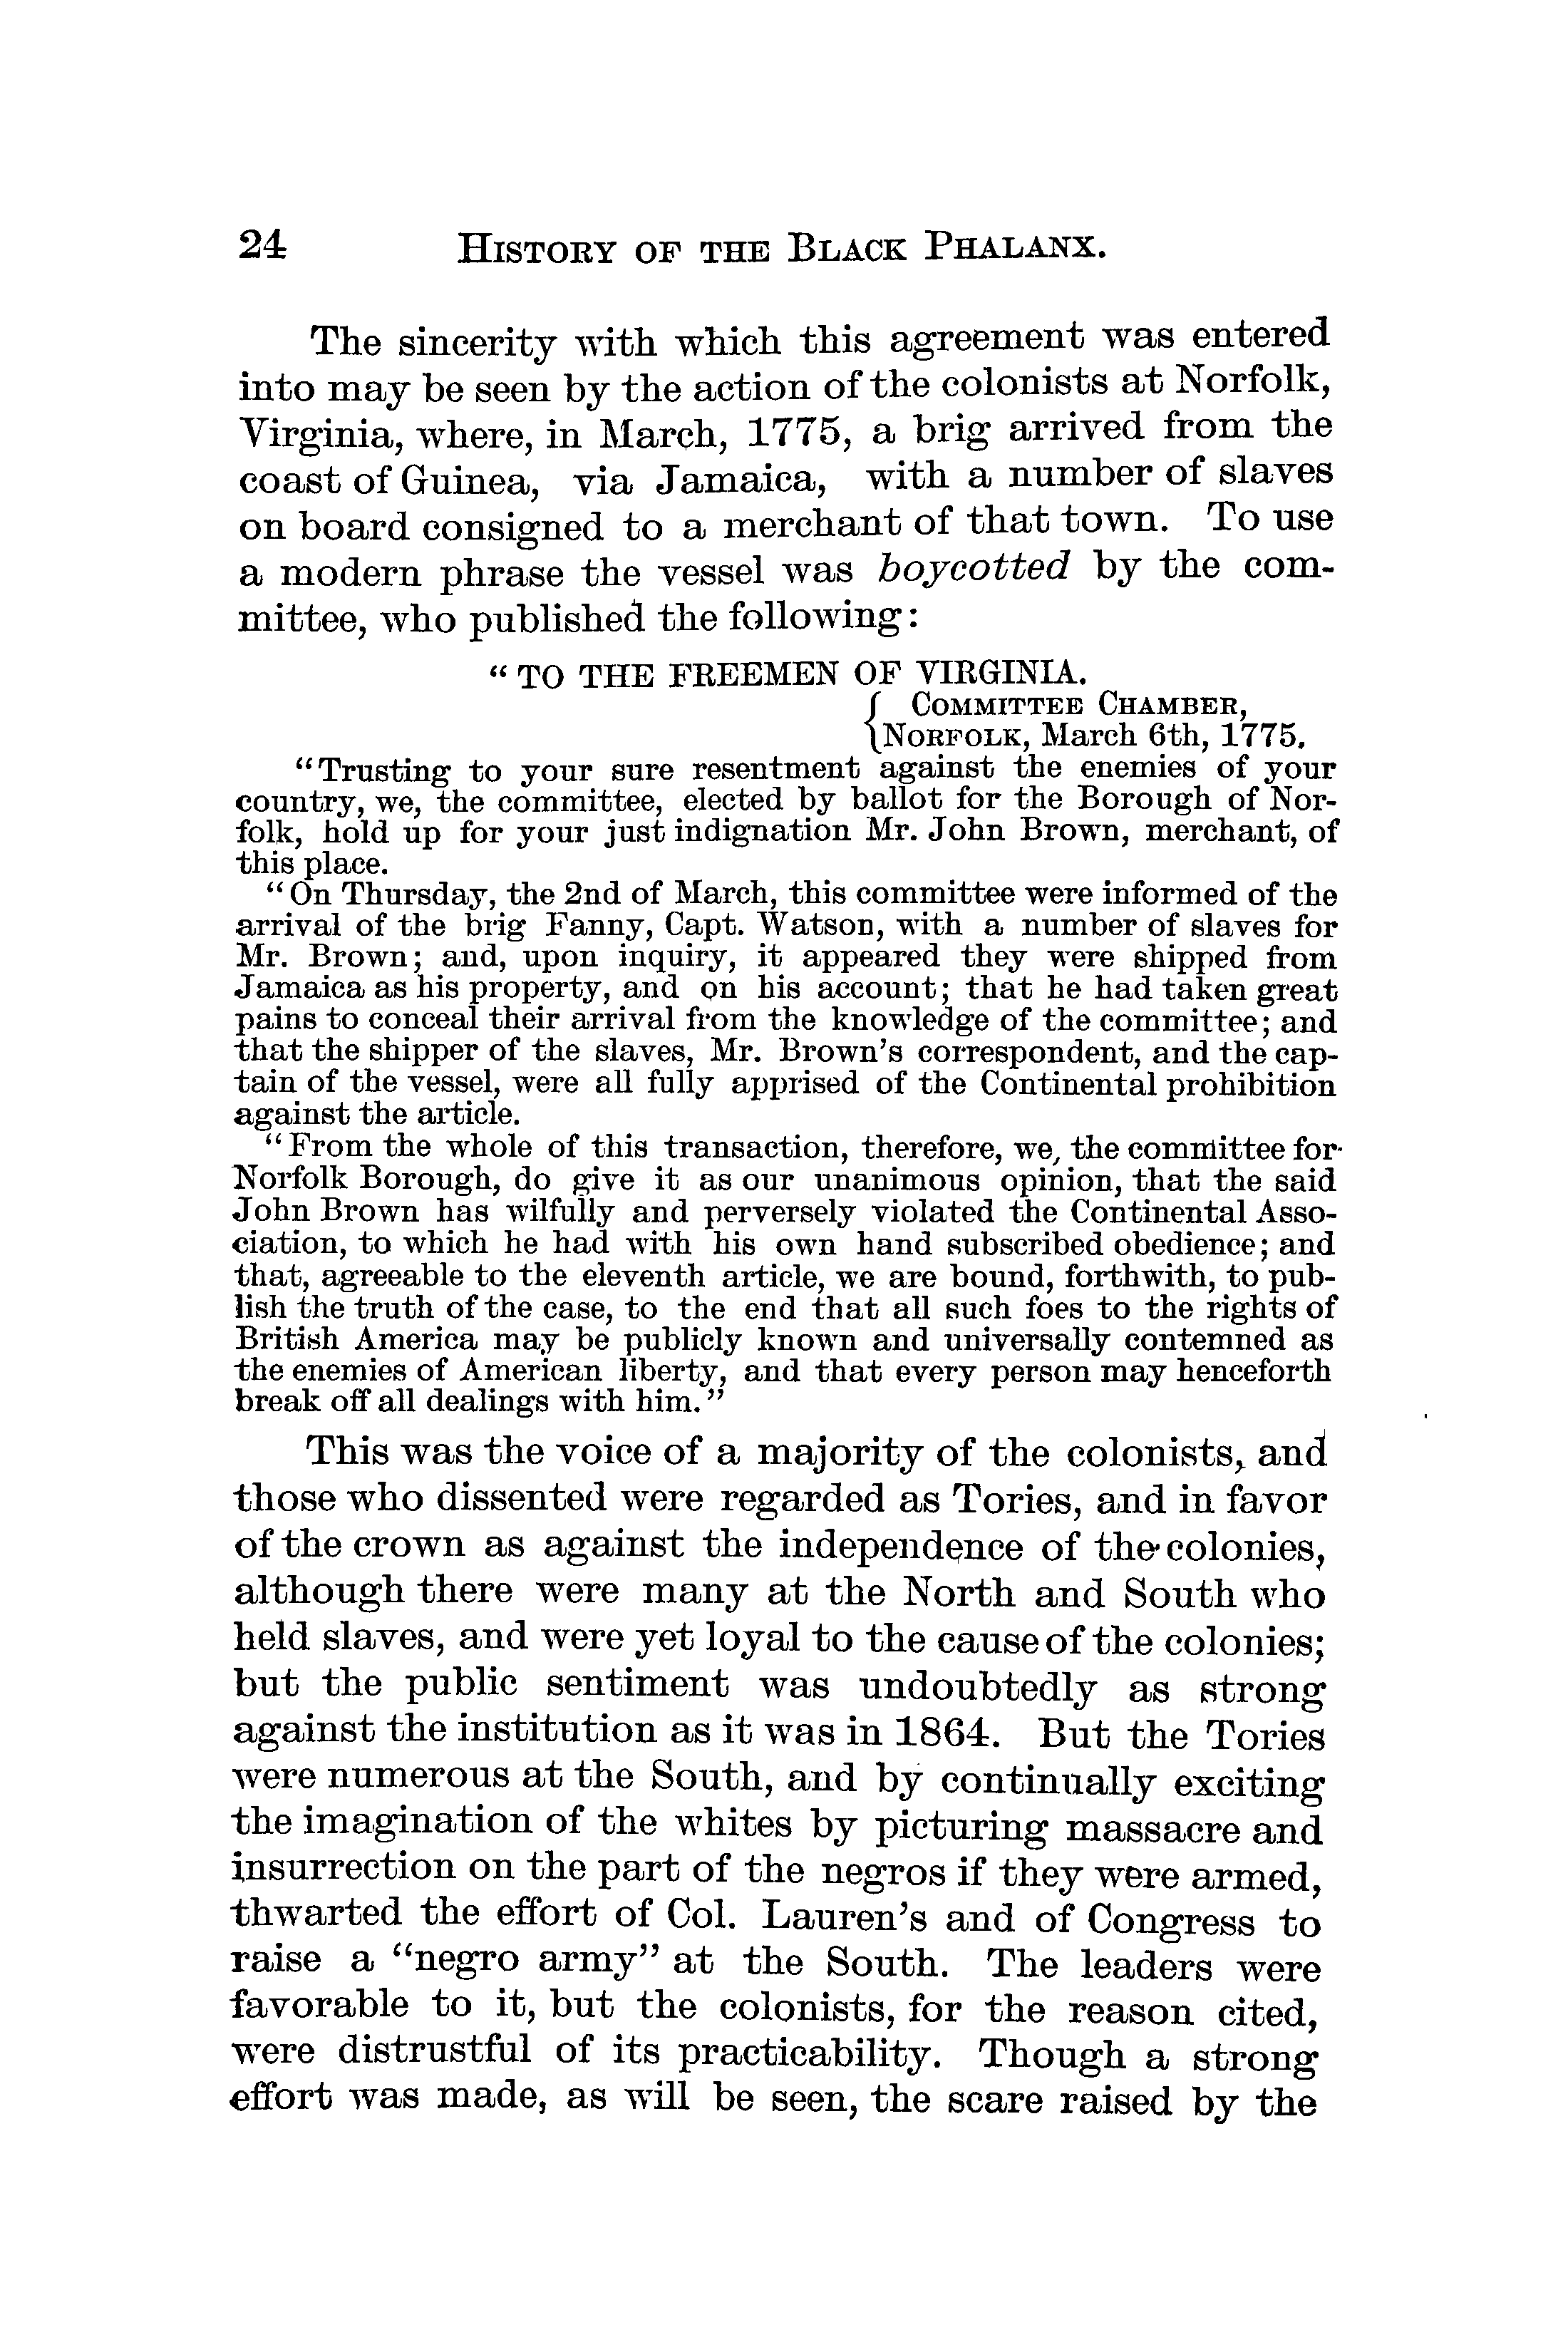 24 HISTORY OF THE BLACK PHALANX.
The sincerity with which this agreement was entered
into may be seen by the action of the colonists at Norfolk,
Virginia, where, in March, 1775, a brig arrived from the
coast of Guinea, via Jamaica, with a number of slaves
on board consigned to a merchant of that town. To use
a modern phrase the vessel was boycotted by the com-
mittee, who published the following:
“TO THE FREEMEN OF VIRGINIA.
{ COMMITTEE CHAMBER,
NORFOLK, March 6th, 1775.
“Trusting to your sure resentment against the enemies of your
country, we, the committee, elected by ballot for the Borough of Nor-
folk, hold up for your just indignation Mr. John Brown, merchant, of
this place.
“On Thursday, the 2nd of March, this committee were informed of the
arrival of the brig Fanny, Capt. Watson, with a number of slaves for
Mr. Brown; and, upon inquiry, it appeared they were shipped from
Jamaica as his property, and on his account; that he had taken great
pains to conceal their arrival from the knowledge of the committee; and
that the shipper of the slaves, Mr. Brown’s correspondent, and the cap-
tain of the vessel, were all fully apprised of the Continental prohibition
against the article.
“From the whole of this transaction, therefore, we, the committee for
Norfolk Borough, do give it as our unanimous opinion, that the said
John Brown has wilfully and perversely violated the Continental Asso-
ciation, to which he had with his own hand subscribed obedience; and
that, agreeable to the eleventh article, we are bound, forthwith, to pub-
lish the truth of the case, to the end that all such foes to the rights of
British America may be publicly known and universally contemned as
the enemies of American liberty, and that every person may henceforth
break off all dealings with him.”
This was the voice of a majority of the colonists, and
those who dissented were regarded as Tories, and in favor
of the crown as against the independence of the colonies,
although there were many at the North and South who
held slaves, and were yet loyal to the cause of the colonies;
but the public sentiment was undoubtedly as strong
against the institution as it was in 1864. But the Tories
were numerous at the South, and by continually exciting
the imagination of the whites by picturing massacre and
insurrection on the part of the negros if they were armed,
thwarted the effort of Col. Lauren’s and of Congress to
raise a “negro army” at the South. The leaders were
favorable to it, but the colonists, for the reason cited,
were distrustful of its practicability. Though a strong
effort was made, as will be seen, the scare raised by the